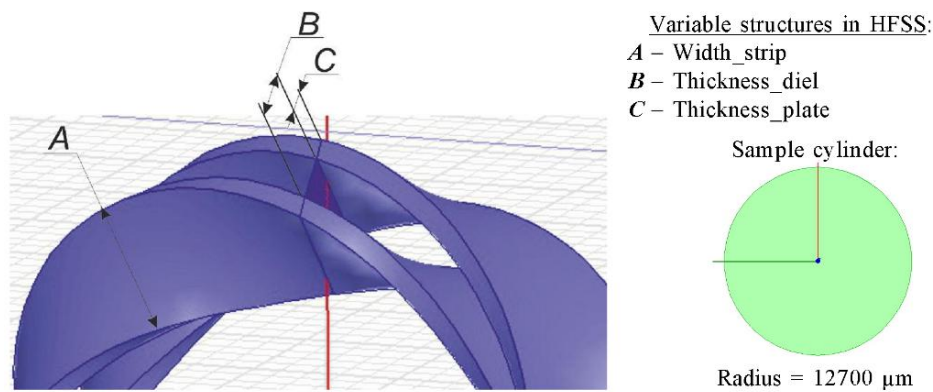 B
C
A
Variable structures in HFSS:
A – Width_strip
B – Thickness_diel
C – Thickness_plate
Sample cylinder:
Radius = 12700 μm